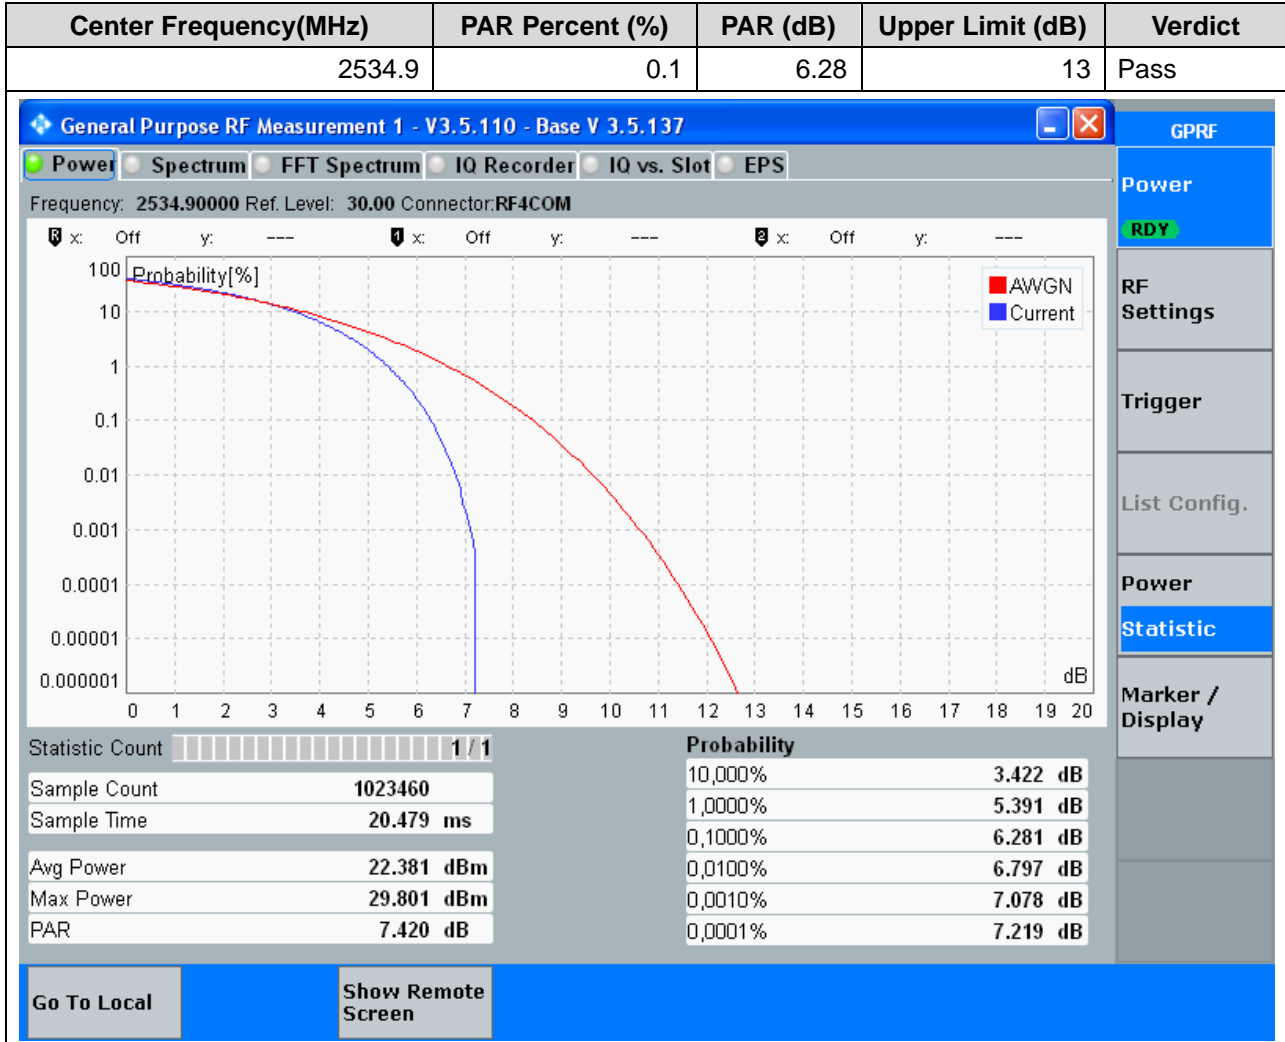 Center Frequency(MHz) PAR Percent (%) PAR (dB) Upper Limit (dB) Verdict
2534.9 0.1 6.28 13 Pass
General Purpose RF Measurement 1 - V3.5.110 - Base V 3.5.137
GPRF
Power Spectrum FFT Spectrum IQ Recorder IQ vs. Slot EPS
Frequency: 2534.90000 Ref. Level: 30.00 Connector:RF4COM
R x: Off y: --- 1 x: Off y: --- 2 x: Off y: ---
Probability[%]
100
10
1
0.1
0.01
0.001
0.0001
0.00001
0.000001
AWGN
Current
dB
0 1 2 3 4 5 6 7 8 9 10 11 12 13 14 15 16 17 18 19 20
Statistic Count 1 / 1
Sample Count 1023460
Sample Time 20.479 ms
Avg Power 22.381 dBm
Max Power 29.801 dBm
PAR 7.420 dB
Probability
10,000% 3.422 dB
1,0000% 5.391 dB
0,1000% 6.281 dB
0,0100% 6.797 dB
0,0010% 7.078 dB
0,0001% 7.219 dB
Power
RDY
RF
Settings
Trigger
List Config.
Power
Statistic
Marker /
Display
Go To Local
Show Remote
Screen